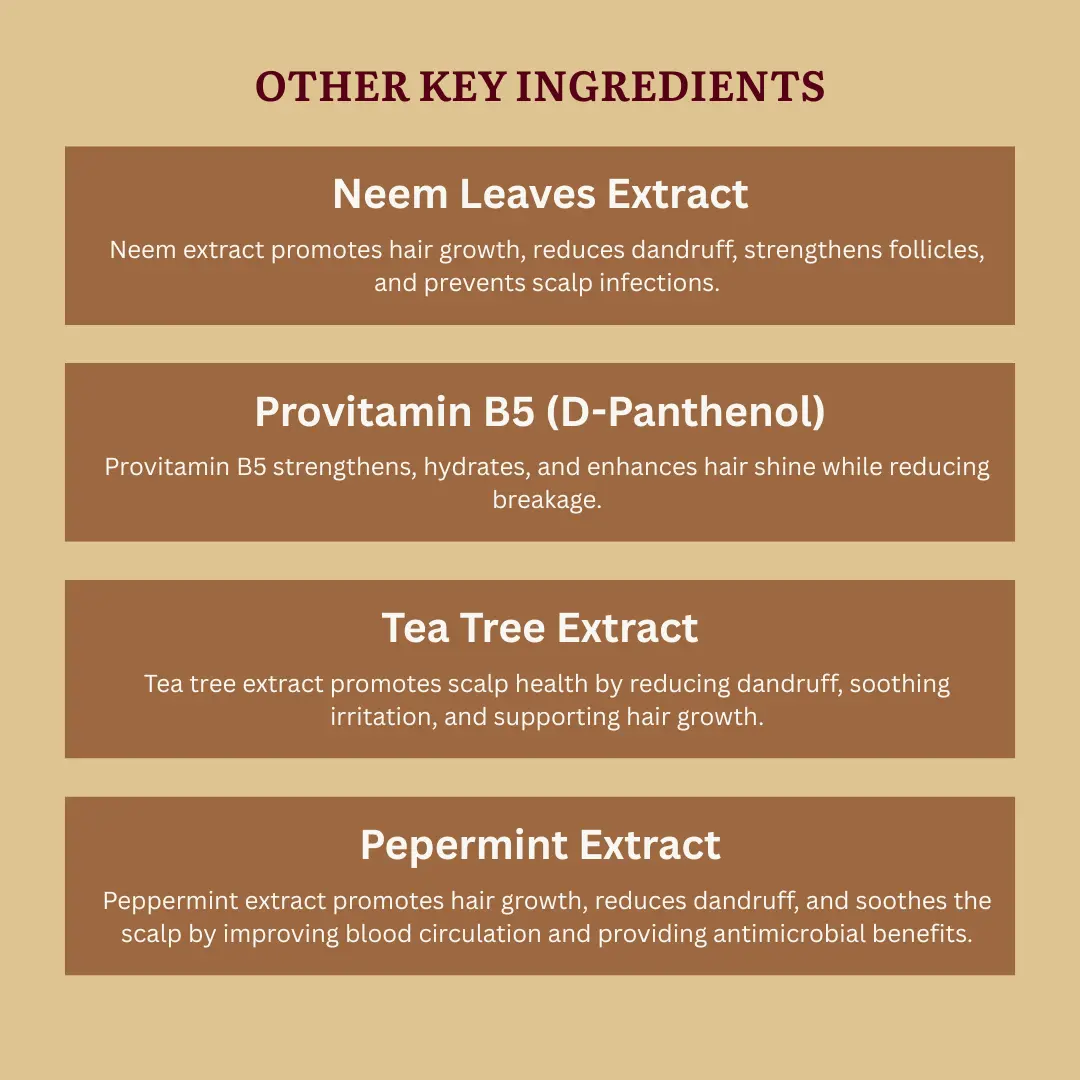 OTHER KEY INGREDIENTS
Neem Leaves Extract
Neem extract promotes hair growth, reduces dandruff, strengthens follicles,
and prevents scalp infections.
Provitamin B5 (D-Panthenol)
Provitamin B5 strengthens, hydrates, and enhances hair shine while reducing
breakage.
Tea Tree Extract
Tea tree extract promotes scalp health by reducing dandruff, soothing
irritation, and supporting hair growth.
Pepermint Extract
Peppermint extract promotes hair growth, reduces dandruff, and soothes the
scalp by improving blood circulation and providing antimicrobial benefits.